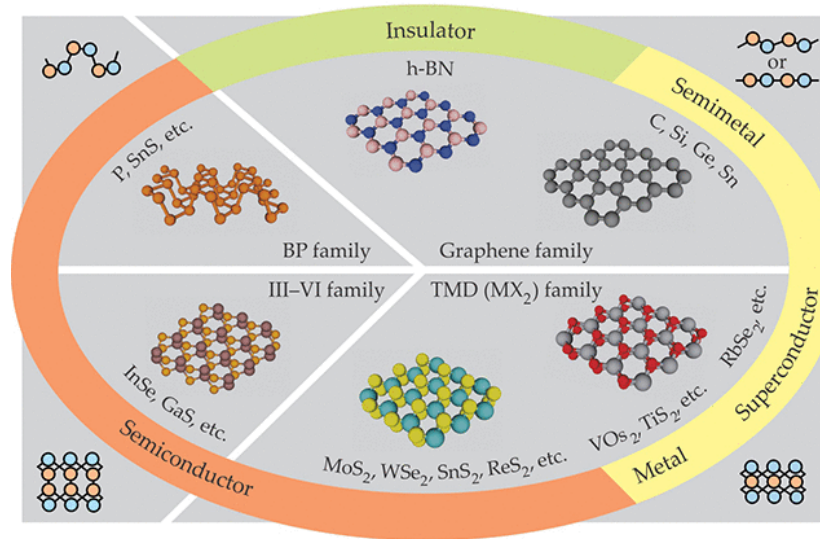 Insulator
h-BN
or
Semimetal
C, Si, Ge, Sn
P, SnS, etc.
BP family
Graphene family
III–VI family
TMD (MX₂) family
InSe, GaS, etc.
Semiconductor
MoS₂, WSe₂, SnS₂, ReS₂, etc.
VOs₂, TiS₂, etc.
RbSe₂, etc.
Superconductor
Metal